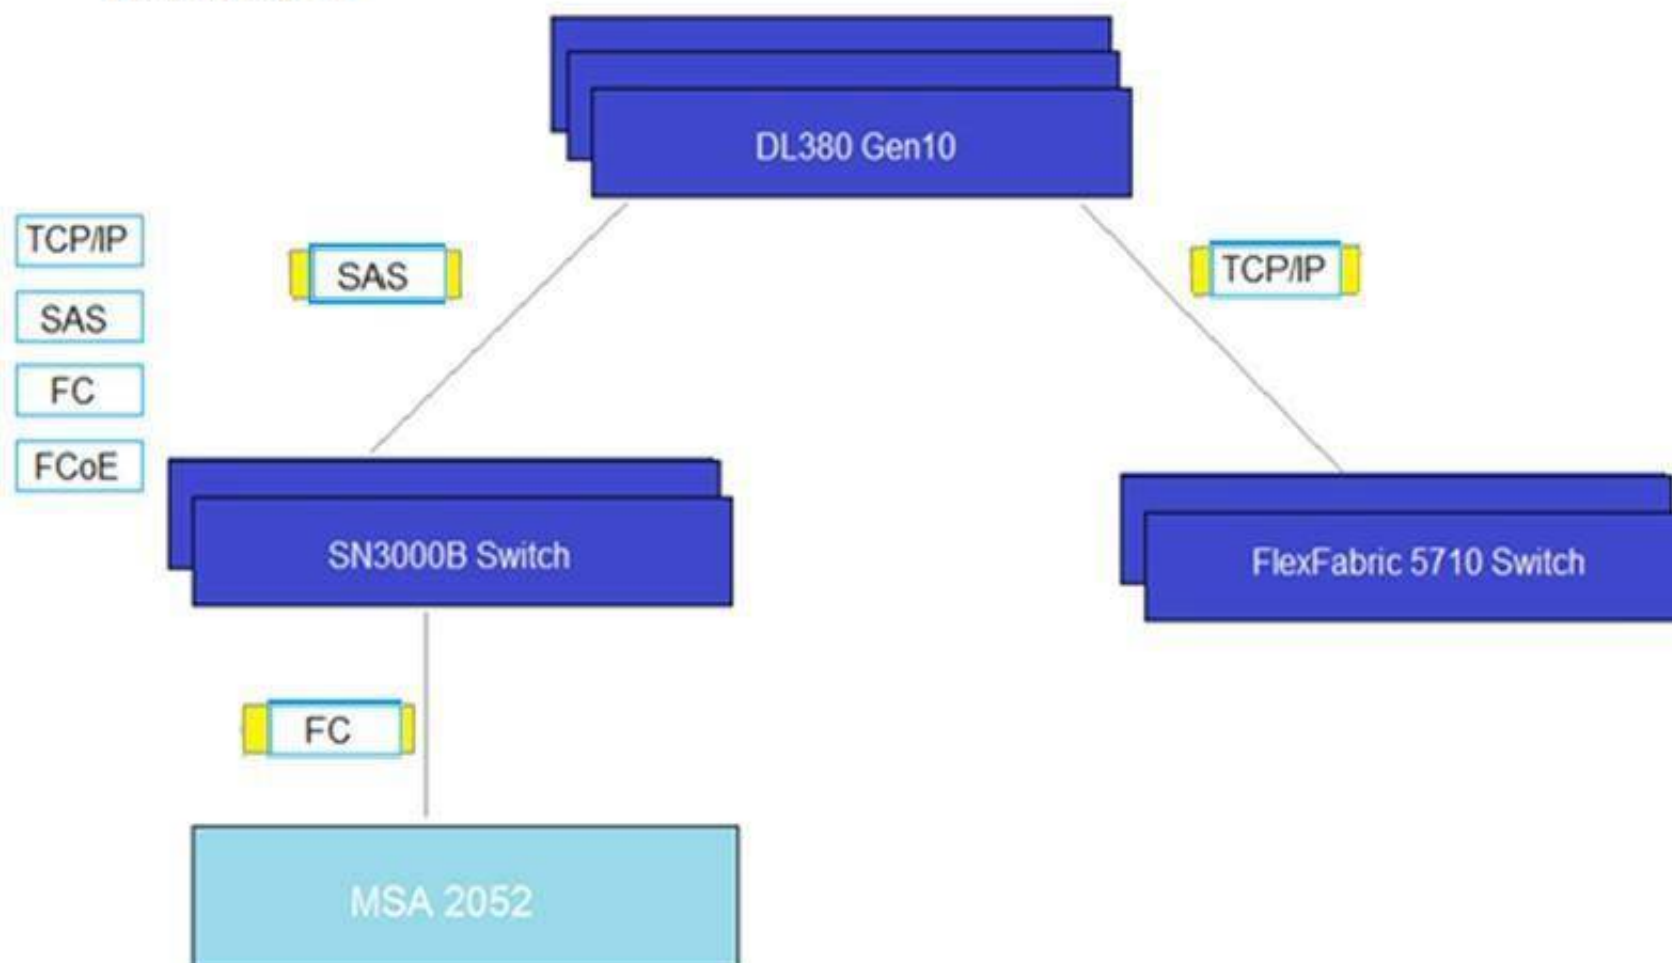 DL380 Gen10
TCP/IP
SAS
FC
FCoE
SAS
TCP/IP
SN3000B Switch
FlexFabric 5710 Switch
FC
MSA 2052